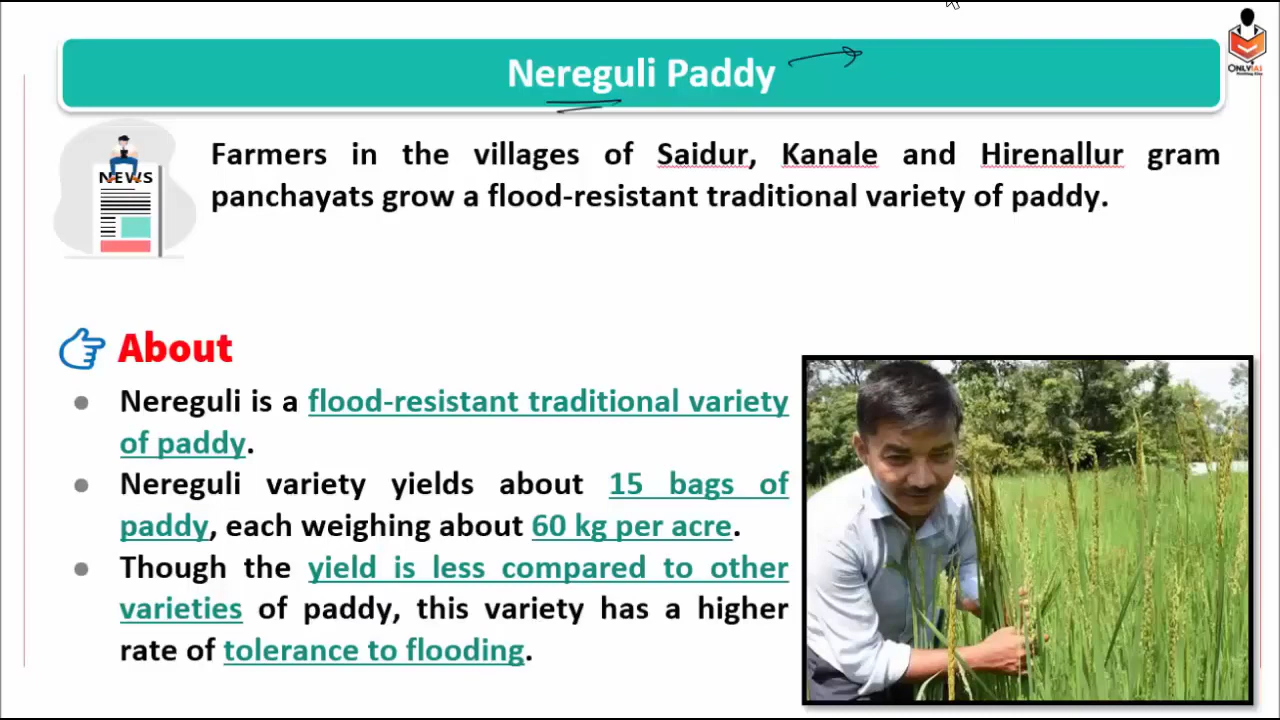 Nereguli Paddy
ONLYIAS
NEWS
Farmers in the villages of Saidur, Kanale and Hirenallur gram
panchayats grow a flood-resistant traditional variety of paddy.
About
Nereguli is a flood-resistant traditional variety
of paddy.
Nereguli variety yields about 15 bags of
paddy, each weighing about 60 kg per acre.
Though the yield is less compared to other
varieties of paddy, this variety has a higher
rate of tolerance to flooding.